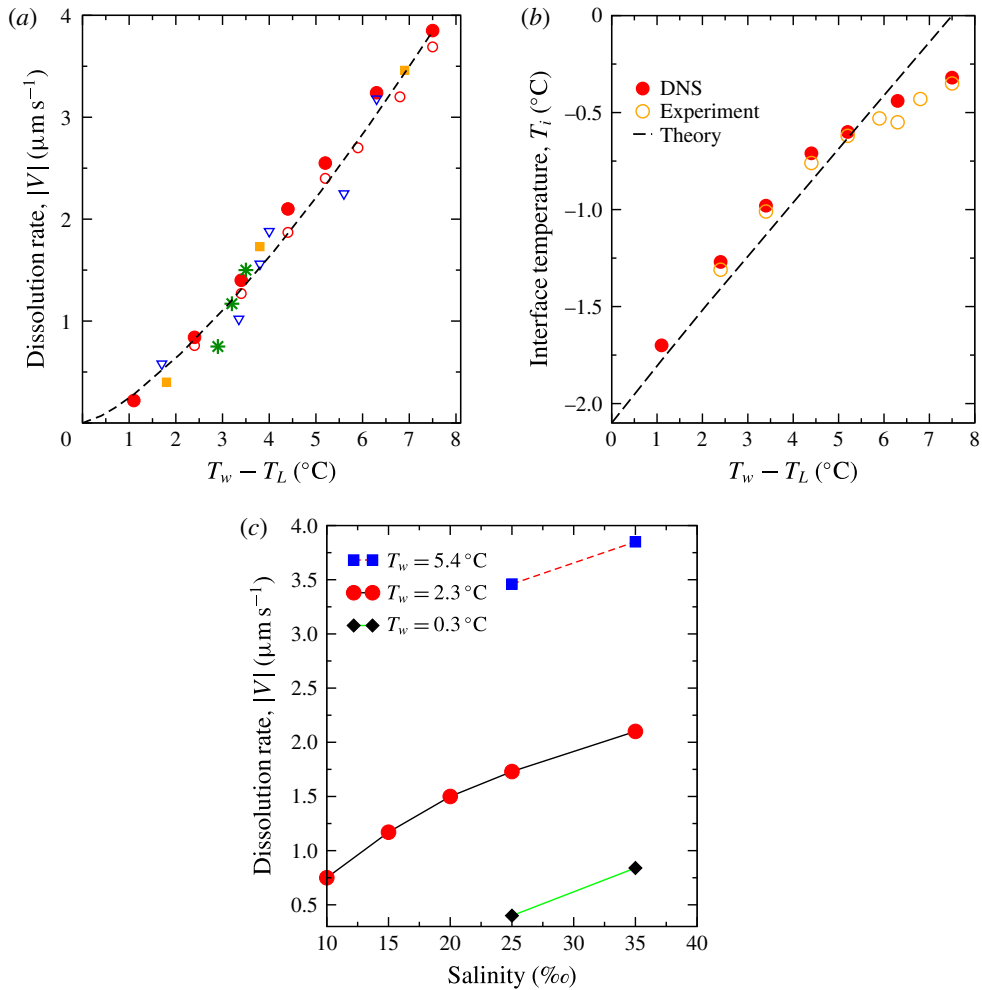 (a)
4
3
2
1
0
1 2 3 4 5 6 7 8
Dissolution rate, |V| (μm s⁻¹)
T_w − T_L (°C)
(b)
0
−0.5
−1.0
−1.5
−2.0
0 1 2 3 4 5 6 7 8
Interface temperature, T_i (°C)
T_w − T_L (°C)
DNS
Experiment
Theory
(c)
4.0
3.5
3.0
2.5
2.0
1.5
1.0
0.5
10 15 20 25 30 35 40
Dissolution rate, |V| (μm s⁻¹)
Salinity (‰)
T_w = 5.4 °C
T_w = 2.3 °C
T_w = 0.3 °C